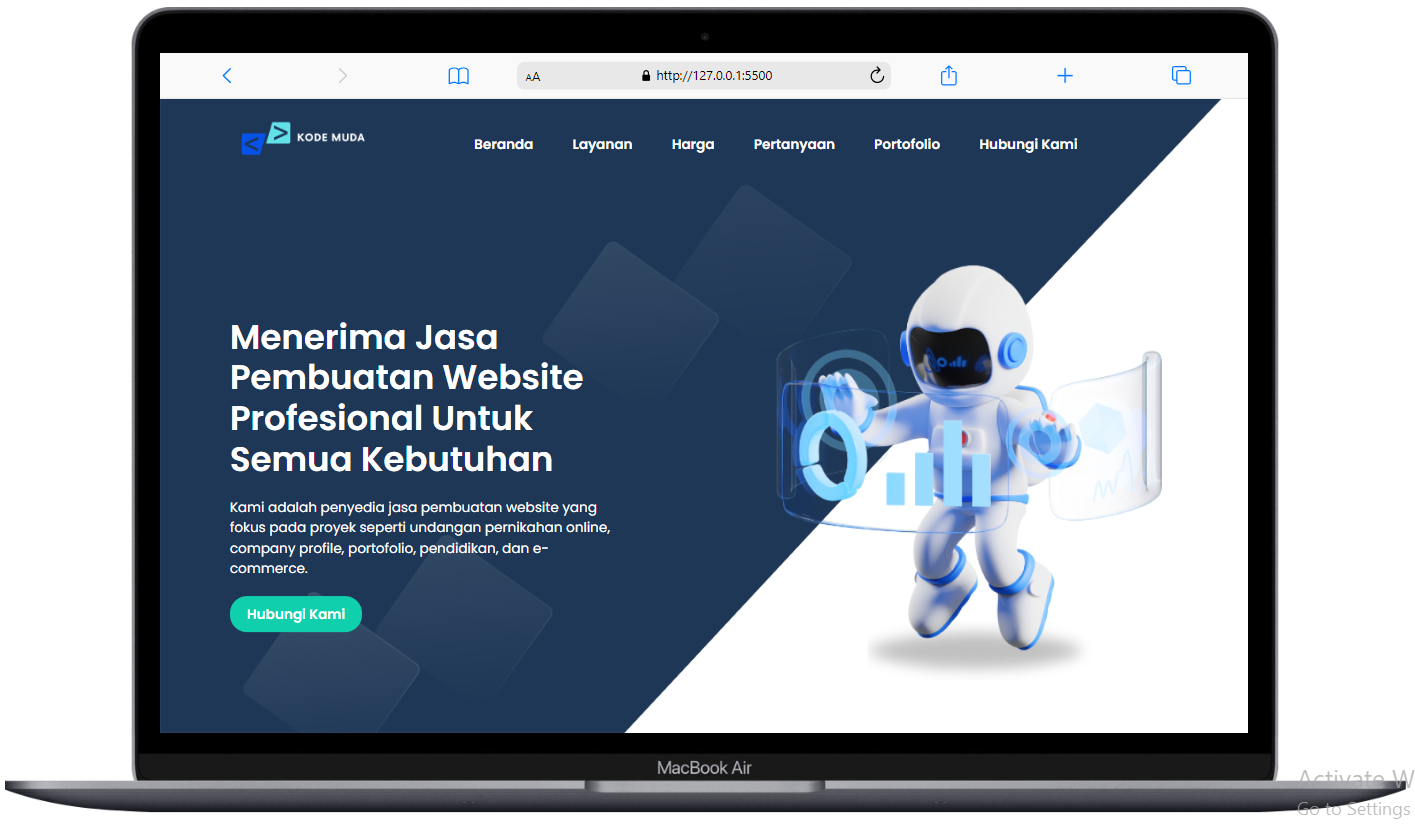 AA http://127.0.0.1:5500
KODE MUDA
Beranda Layanan Harga Pertanyaan Portofolio Hubungi Kami
Menerima Jasa
Pembuatan Website
Profesional Untuk
Semua Kebutuhan
Kami adalah penyedia jasa pembuatan website yang
fokus pada proyek seperti undangan pernikahan online,
company profile, portofolio, pendidikan, dan e-
commerce.
Hubungi Kami
MacBook Air
Activate W
Go to Settings